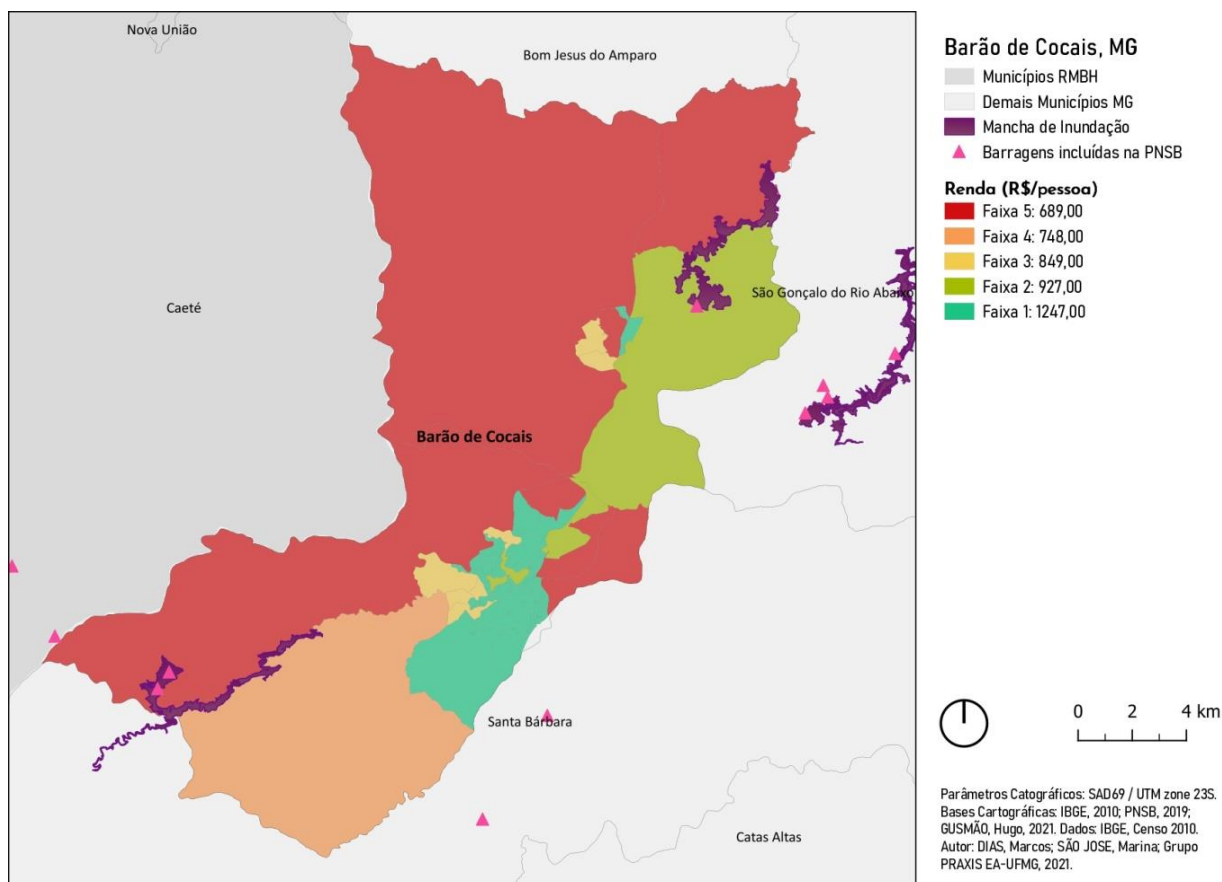 Nova União
Bom Jesus do Amparo
São Gonçalo do Rio Abaixo
Caeté
Barão de Cocais
Santa Bárbara
Catas Altas
Barão de Cocais, MG
Municípios RMBH
Demais Municípios MG
Mancha de Inundação
Barragens incluídas na PNSB
Renda (R$/pessoa)
Faixa 5: 689,00
Faixa 4: 748,00
Faixa 3: 849,00
Faixa 2: 927,00
Faixa 1: 1247,00
0 2 4 km
Parâmetros Catográficos: SAD69 / UTM zone 23S.
Bases Cartográficas: IBGE, 2010; PNSB, 2019;
GUSMÃO, Hugo, 2021. Dados: IBGE, Censo 2010.
Autor: DIAS, Marcos; SÃO JOSE, Marina; Grupo
PRAXIS EA-UFMG, 2021.